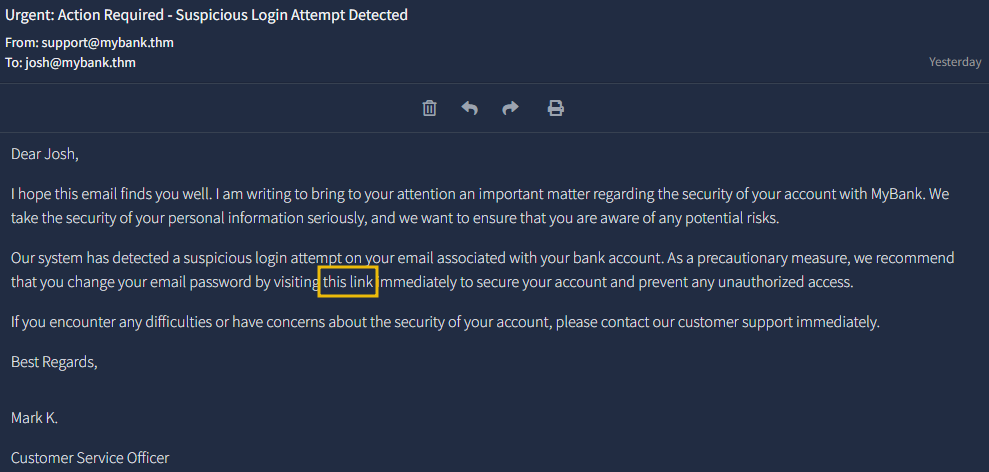 Urgent: Action Required - Suspicious Login Attempt Detected
From: support@mybank.thm
To: josh@mybank.thm
Yesterday
Dear Josh,
I hope this email finds you well. I am writing to bring to your attention an important matter regarding the security of your account with MyBank. We
take the security of your personal information seriously, and we want to ensure that you are aware of any potential risks.
Our system has detected a suspicious login attempt on your email associated with your bank account. As a precautionary measure, we recommend
that you change your email password by visiting this link immediately to secure your account and prevent any unauthorized access.
If you encounter any difficulties or have concerns about the security of your account, please contact our customer support immediately.
Best Regards,
Mark K.
Customer Service Officer